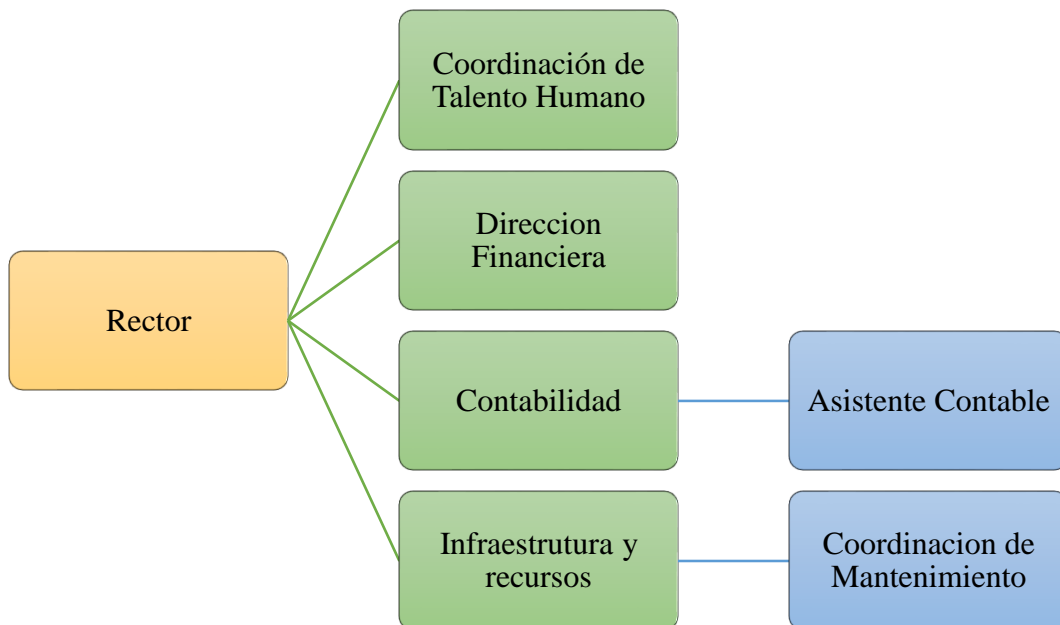 Coordinación de
Talento Humano
Direccion
Financiera
Rector
Contabilidad
Asistente Contable
Infraestrutura y
recursos
Coordinacion de
Mantenimiento